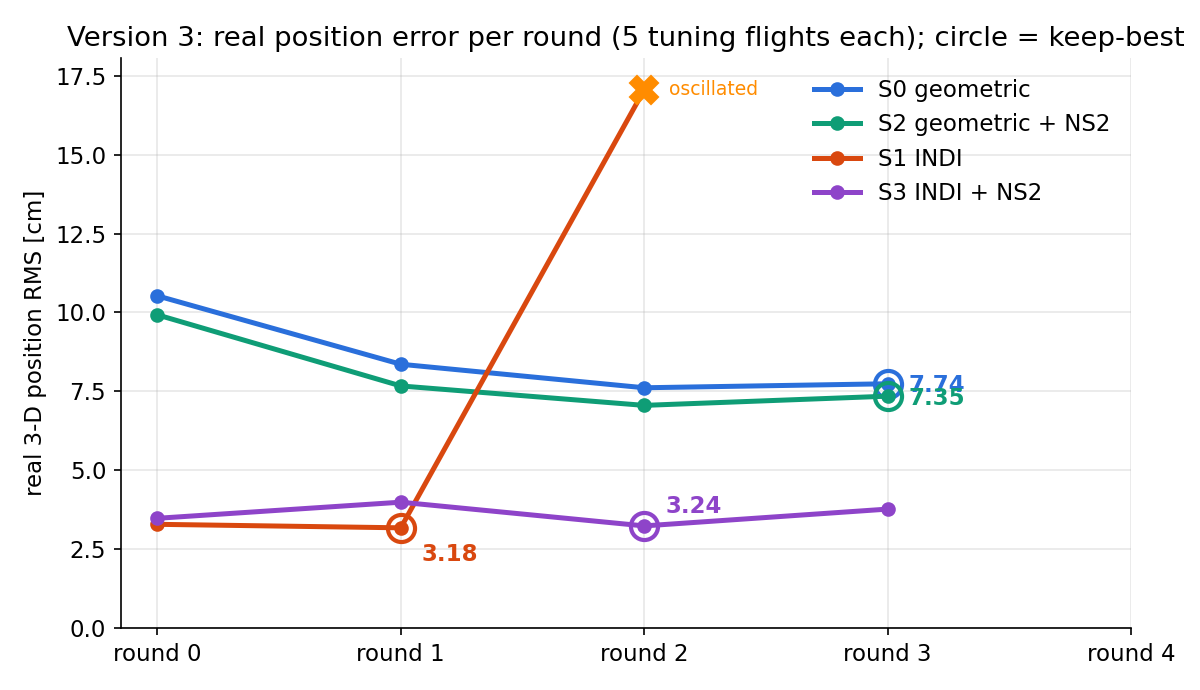 Version 3: real position error per round (5 tuning flights each); circle = keep-best
real 3-D position RMS [cm]
17.5
15.0
12.5
10.0
7.5
5.0
2.5
0.0
oscillated
S0 geometric
S2 geometric + NS2
S1 INDI
S3 INDI + NS2
7.74
7.35
3.24
3.18
round 0
round 1
round 2
round 3
round 4